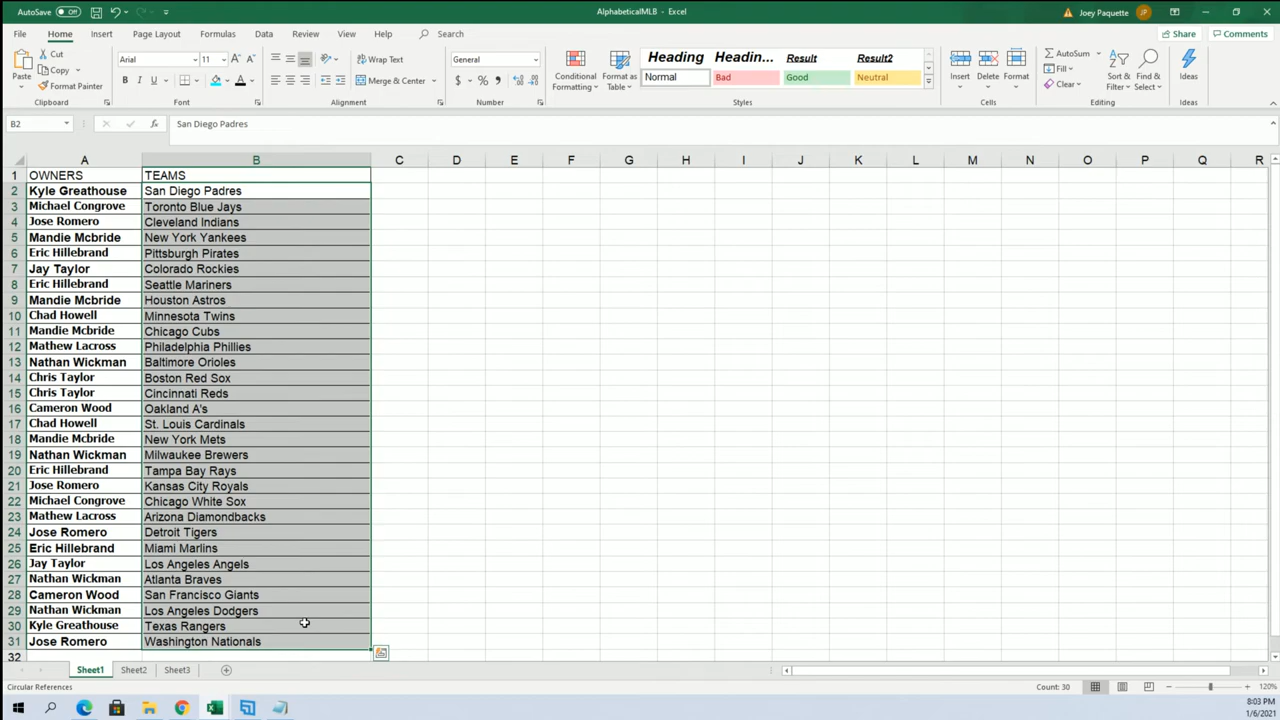 AutoSave Off AlphabeticalMLB - Excel Joey Paquette JP
File Home Insert Page Layout Formulas Data Review View Help Search Share Comments
Paste Cut Copy Format Painter Clipboard
Arial 11 A A B I U A Font
Wrap Text Merge & Center Alignment
General $ % Number
Conditional Formatting Format as Table
Heading Headin... Result Result2
Normal Bad Good Neutral
Styles
Insert Delete Format Cells
AutoSum Fill Clear Sort & Filter Find & Select Editing
Ideas Ideas
B2 fx San Diego Padres
A B C D E F G H I J K L M N O P Q R
1 OWNERS TEAMS
2 Kyle Greathouse San Diego Padres
3 Michael Congrove Toronto Blue Jays
4 Jose Romero Cleveland Indians
5 Mandie Mcbride New York Yankees
6 Eric Hillebrand Pittsburgh Pirates
7 Jay Taylor Colorado Rockies
8 Eric Hillebrand Seattle Mariners
9 Mandie Mcbride Houston Astros
10 Chad Howell Minnesota Twins
11 Mandie Mcbride Chicago Cubs
12 Mathew Lacross Philadelphia Phillies
13 Nathan Wickman Baltimore Orioles
14 Chris Taylor Boston Red Sox
15 Chris Taylor Cincinnati Reds
16 Cameron Wood Oakland A's
17 Chad Howell St. Louis Cardinals
18 Mandie Mcbride New York Mets
19 Nathan Wickman Milwaukee Brewers
20 Eric Hillebrand Tampa Bay Rays
21 Jose Romero Kansas City Royals
22 Michael Congrove Chicago White Sox
23 Mathew Lacross Arizona Diamondbacks
24 Jose Romero Detroit Tigers
25 Eric Hillebrand Miami Marlins
26 Jay Taylor Los Angeles Angels
27 Nathan Wickman Atlanta Braves
28 Cameron Wood San Francisco Giants
29 Nathan Wickman Los Angeles Dodgers
30 Kyle Greathouse Texas Rangers
31 Jose Romero Washington Nationals
32
Sheet1 Sheet2 Sheet3
Circular References Count: 30 120%
8:03 PM
1/6/2021